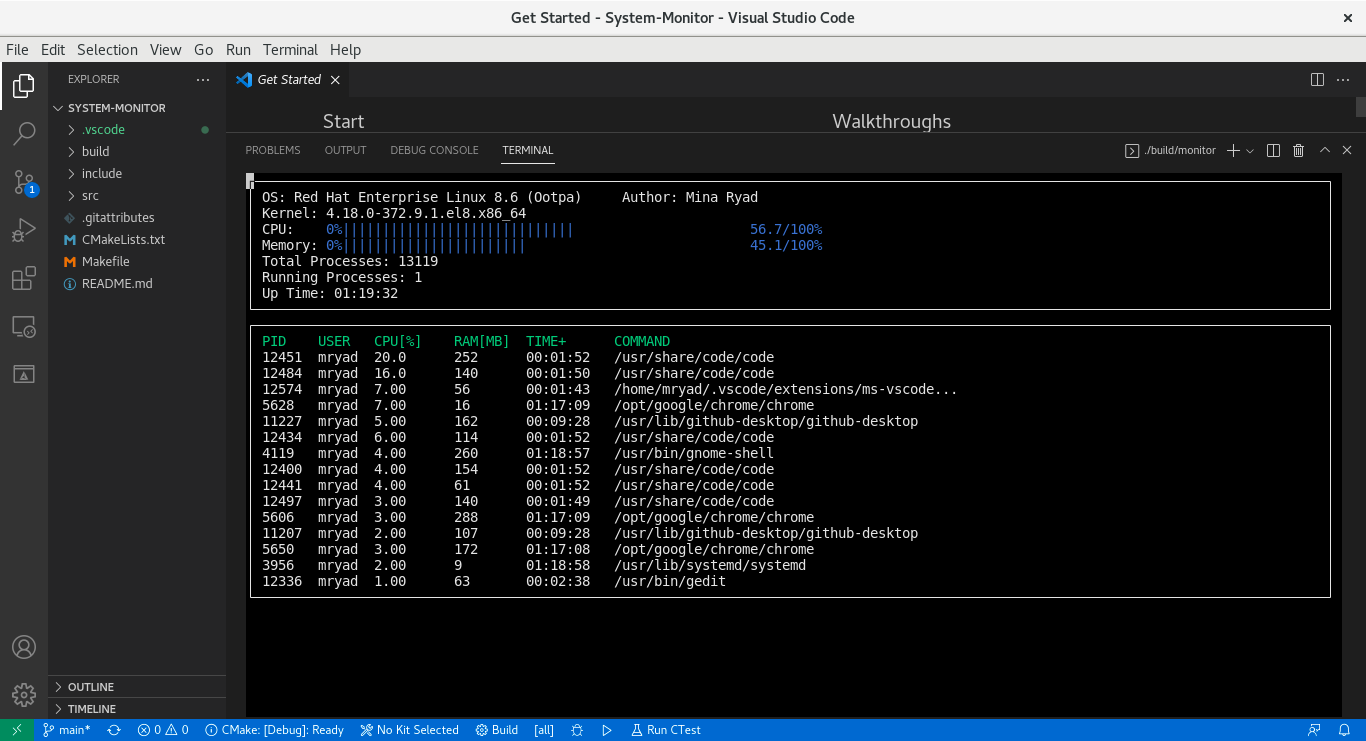 Get Started - System-Monitor - Visual Studio Code
File Edit Selection View Go Run Terminal Help
EXPLORER
SYSTEM-MONITOR
.vscode
build
include
src
.gitattributes
CMakeLists.txt
Makefile
README.md
OUTLINE
TIMELINE
1
Get Started
Start Walkthroughs
PROBLEMS OUTPUT DEBUG CONSOLE TERMINAL ./build/monitor
OS: Red Hat Enterprise Linux 8.6 (Ootpa) Author: Mina Ryad
Kernel: 4.18.0-372.9.1.el8.x86_64
CPU: 0%||||||||||||||||||||||||||||| 56.7/100%
Memory: 0%||||||||||||||||||||||| 45.1/100%
Total Processes: 13119
Running Processes: 1
Up Time: 01:19:32
PID USER CPU[%] RAM[MB] TIME+ COMMAND
12451 mryad 20.0 252 00:01:52 /usr/share/code/code
12484 mryad 16.0 140 00:01:50 /usr/share/code/code
12574 mryad 7.00 56 00:01:43 /home/mryad/.vscode/extensions/ms-vscode...
5628 mryad 7.00 16 01:17:09 /opt/google/chrome/chrome
11227 mryad 5.00 162 00:09:28 /usr/lib/github-desktop/github-desktop
12434 mryad 6.00 114 00:01:52 /usr/share/code/code
4119 mryad 4.00 260 01:18:57 /usr/bin/gnome-shell
12400 mryad 4.00 154 00:01:52 /usr/share/code/code
12441 mryad 4.00 61 00:01:52 /usr/share/code/code
12497 mryad 3.00 140 00:01:49 /usr/share/code/code
5606 mryad 3.00 288 01:17:09 /opt/google/chrome/chrome
11207 mryad 2.00 107 00:09:28 /usr/lib/github-desktop/github-desktop
5650 mryad 3.00 172 01:17:08 /opt/google/chrome/chrome
3956 mryad 2.00 9 01:18:58 /usr/lib/systemd/systemd
12336 mryad 1.00 63 00:02:38 /usr/bin/gedit
main* 0 0 CMake: [Debug]: Ready No Kit Selected Build [all] Run CTest